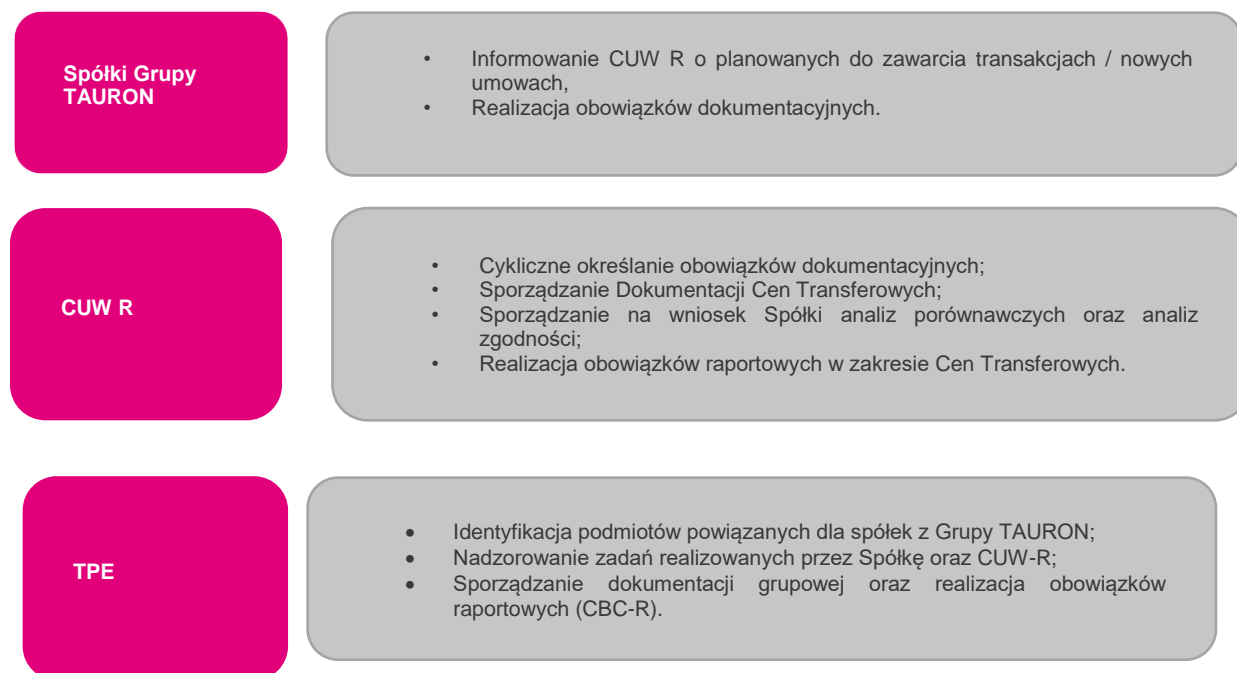 Spółki Grupy
TAURON
• Informowanie CUW R o planowanych do zawarcia transakcjach / nowych
umowach,
• Realizacja obowiązków dokumentacyjnych.
CUW R
• Cykliczne określanie obowiązków dokumentacyjnych;
• Sporządzanie Dokumentacji Cen Transferowych;
• Sporządzanie na wniosek Spółki analiz porównawczych oraz analiz
zgodności;
• Realizacja obowiązków raportowych w zakresie Cen Transferowych.
TPE
• Identyfikacja podmiotów powiązanych dla spółek z Grupy TAURON;
• Nadzorowanie zadań realizowanych przez Spółkę oraz CUW-R;
• Sporządzanie dokumentacji grupowej oraz realizacja obowiązków
raportowych (CBC-R).